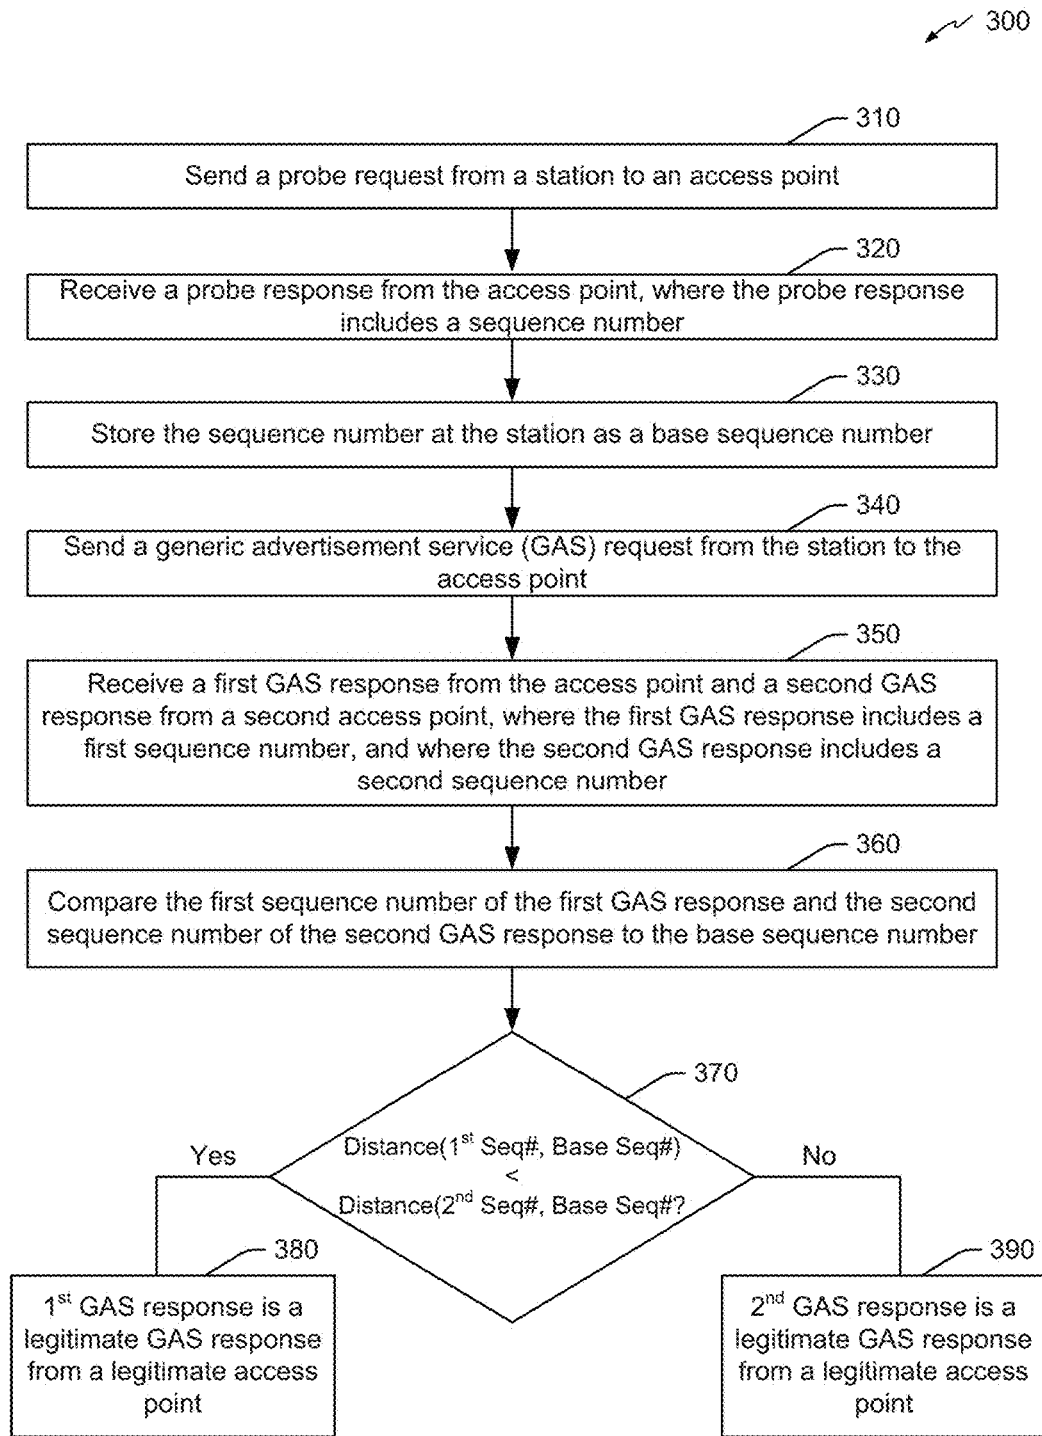 300
310
Send a probe request from a station to an access point
320
Receive a probe response from the access point, where the probe response
includes a sequence number
330
Store the sequence number at the station as a base sequence number
340
Send a generic advertisement service (GAS) request from the station to the
access point
350
Receive a first GAS response from the access point and a second GAS
response from a second access point, where the first GAS response includes a
first sequence number, and where the second GAS response includes a
second sequence number
360
Compare the first sequence number of the first GAS response and the second
sequence number of the second GAS response to the base sequence number
370
Distance(1st Seq#, Base Seq#)
<
Distance(2nd Seq#, Base Seq#?
Yes
No
380
1st GAS response is a
legitimate GAS response
from a legitimate access
point
390
2nd GAS response is a
legitimate GAS response
from a legitimate access
point